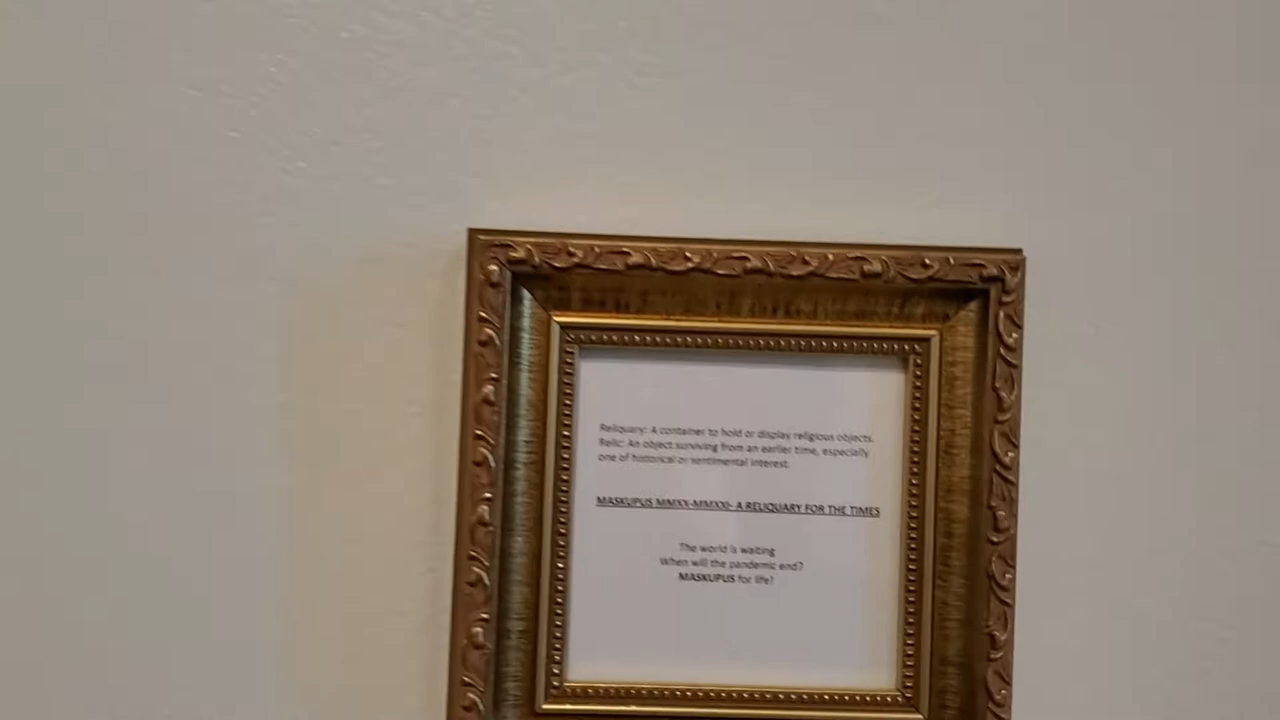 Reliquary: A container to hold or display religious objects.
Relic: An object surviving from an earlier time, especially
one of historical or sentimental interest.
MASKUPUS MMXX-MMXXI- A RELIQUARY FOR THE TIMES
The world is waiting
When will the pandemic end?
MASKUPUS for life!